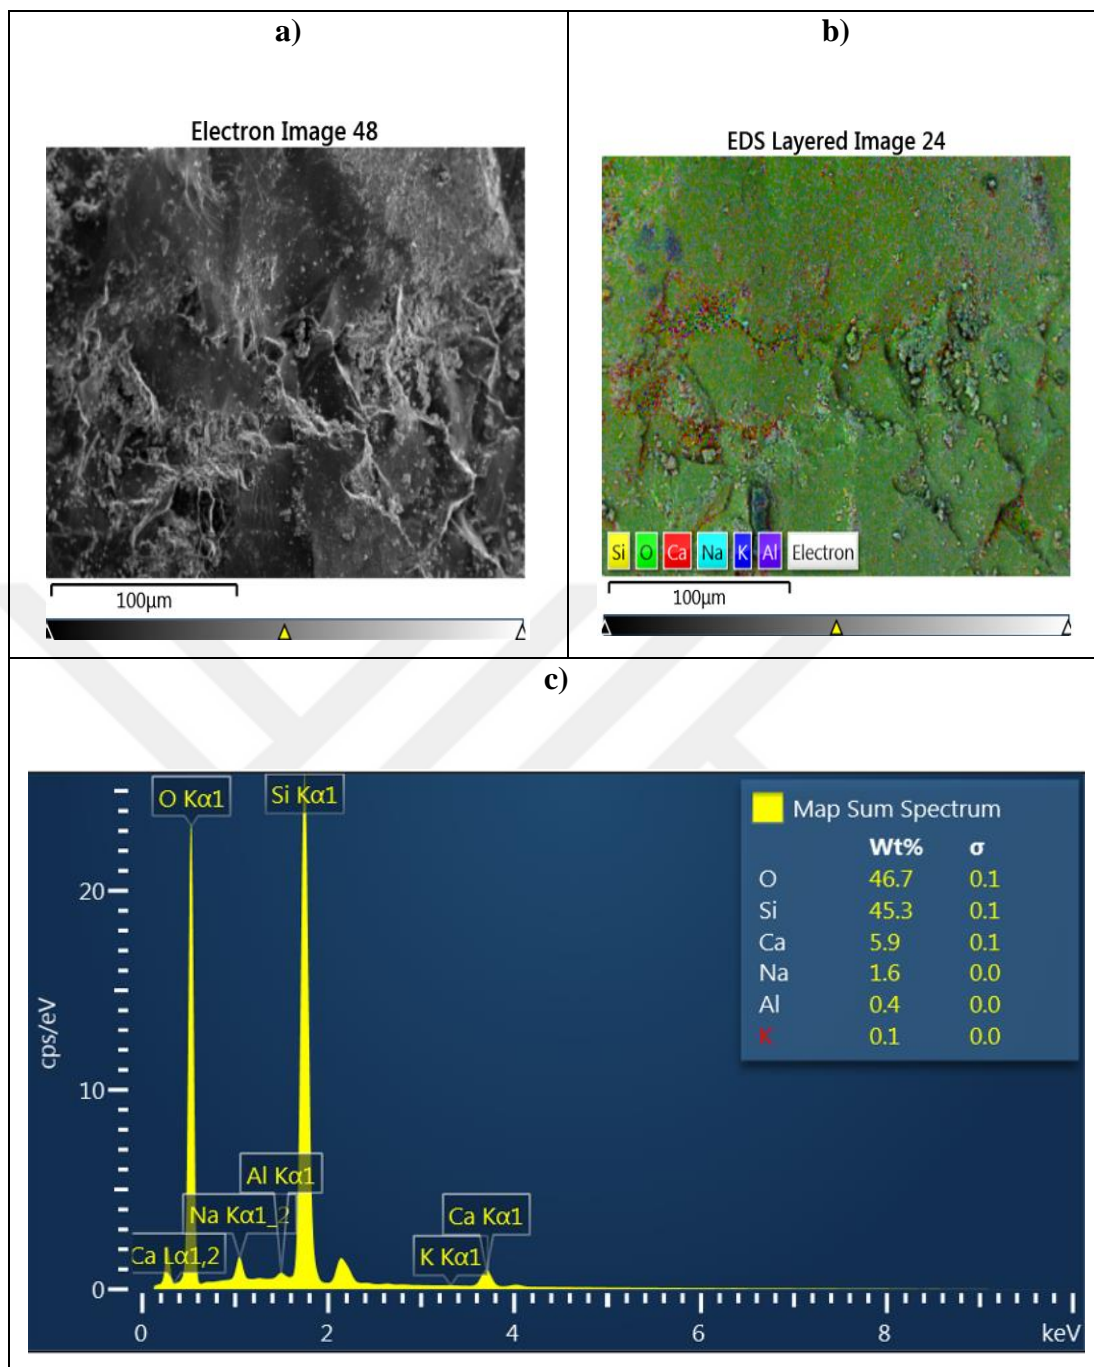 a)
b)
Electron Image 48
EDS Layered Image 24
Si O Ca Na K Al Electron
100µm
100µm
c)
O Kα1
Si Kα1
Map Sum Spectrum
Wt% σ
O 46.7 0.1
Si 45.3 0.1
Ca 5.9 0.1
Na 1.6 0.0
Al 0.4 0.0
K 0.1 0.0
20
cps/eV
10
Al Kα1
Na Kα1_2
Ca Kα1
Ca Lα1,2
K Kα1
0
0 2 4 6 8 keV